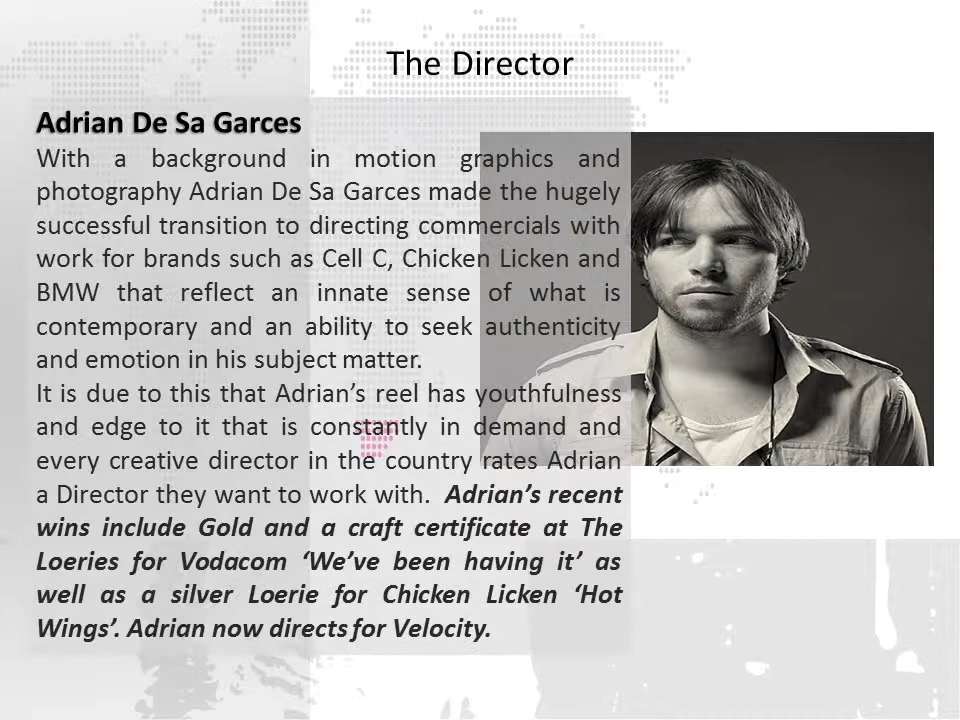 The Director
Adrian De Sa Garces
With a background in motion graphics and
photography Adrian De Sa Garces made the hugely
successful transition to directing commercials with
work for brands such as Cell C, Chicken Licken and
BMW that reflect an innate sense of what is
contemporary and an ability to seek authenticity
and emotion in his subject matter.
It is due to this that Adrian’s reel has youthfulness
and edge to it that is constantly in demand and
every creative director in the country rates Adrian
a Director they want to work with. Adrian’s recent
wins include Gold and a craft certificate at The
Loeries for Vodacom ‘We’ve been having it’ as
well as a silver Loerie for Chicken Licken ‘Hot
Wings’. Adrian now directs for Velocity.